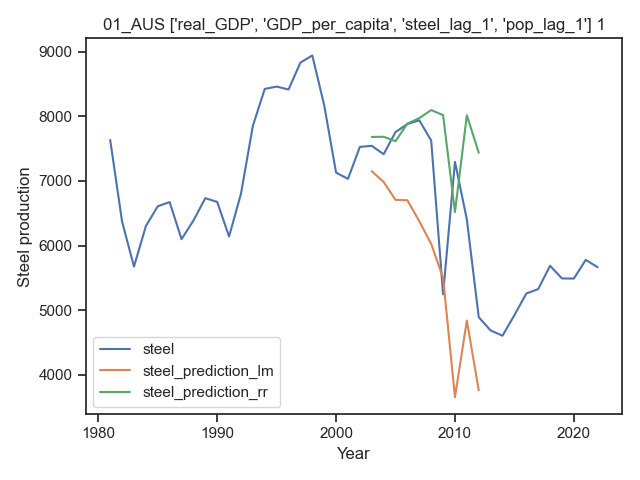 01_AUS ['real_GDP', 'GDP_per_capita', 'steel_lag_1', 'pop_lag_1'] 1
9000
8000
7000
6000
5000
4000
Steel production
steel
steel_prediction_lm
steel_prediction_rr
1980 1990 2000 2010 2020
Year